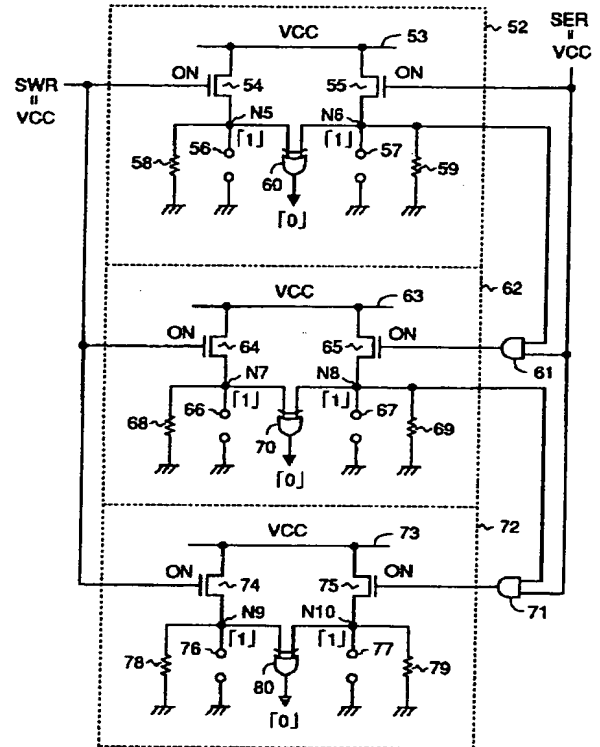 SER
॥
VCC
VCC 53 52
SWR
॥
VCC
ON 54 55 ON
N5 N6
58 56 「1」 「1」 57 59
60
「0」
VCC 63 62
ON 64 65 ON
61
N7 N8
68 66 「1」 「1」 67 69
70
「0」
VCC 73 72
ON 74 75 ON
71
N9 N10
78 76 「1」 「1」 77 79
80
「0」